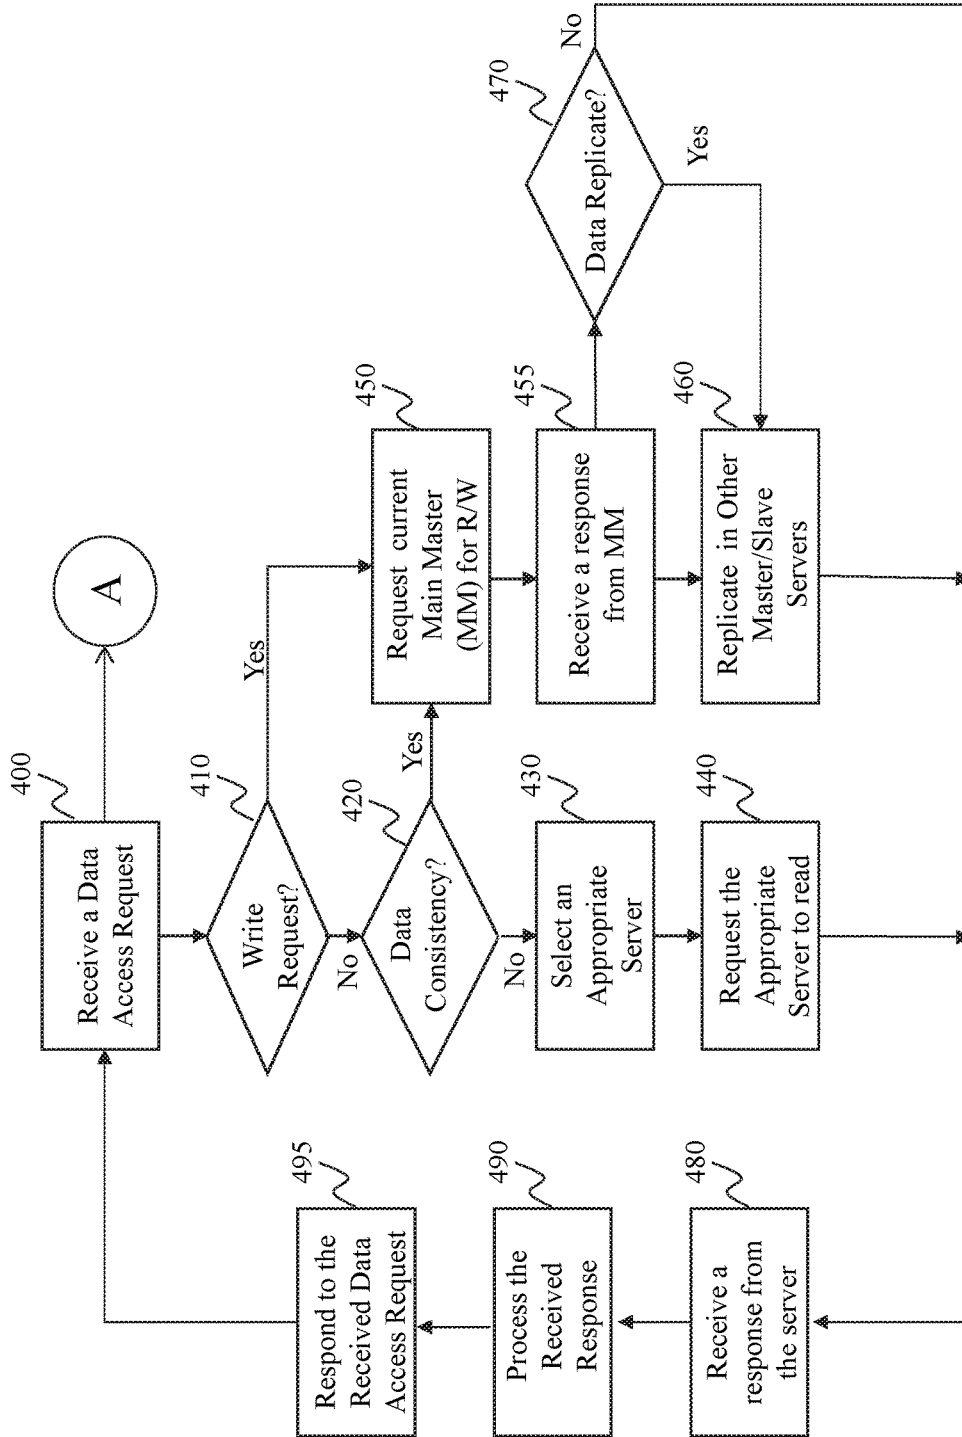 400
Receive a Data
Access Request
A
410
Write
Request?
Yes
No
420
Data
Consistency?
Yes
No
430
Select an
Appropriate
Server
440
Request the
Appropriate
Server to read
450
Request current
Main Master
(MM) for R/W
455
Receive a response
from MM
460
Replicate in Other
Master/Slave
Servers
470
Data Replicate?
Yes
No
480
Receive a
response from
the server
490
Process the
Received
Response
495
Respond to the
Received Data
Access Request